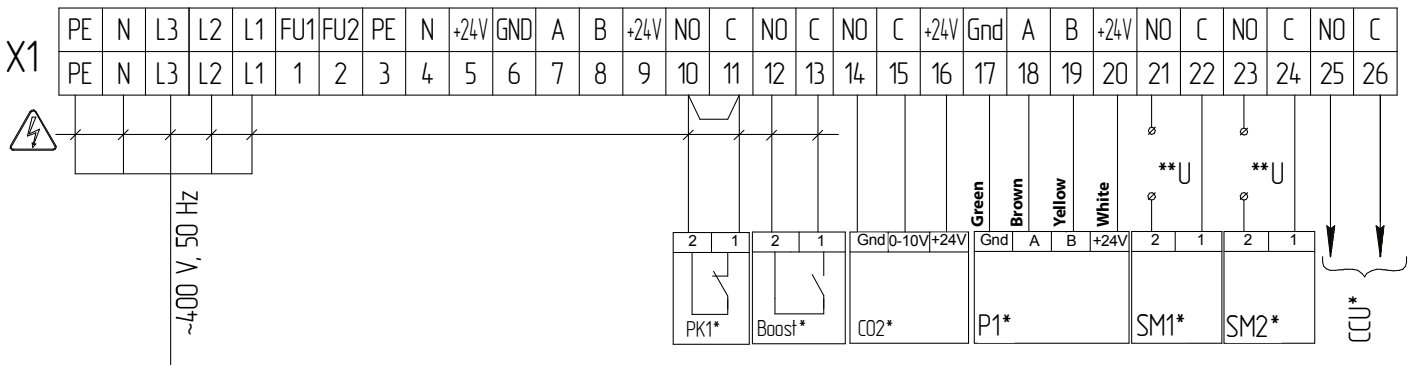 X1
PE N L3 L2 L1 FU1 FU2 PE N +24V GND A B +24V NO C NO C NO C +24V Gnd A B +24V NO C NO C NO C
PE N L3 L2 L1 1 2 3 4 5 6 7 8 9 10 11 12 13 14 15 16 17 18 19 20 21 22 23 24 25 26
~400 V, 50 Hz
Green
Brown
Yellow
White
**U
**U
2 1
2 1
Gnd 0-10V +24V
Gnd A B +24V
2 1
2 1
PK1*
Boost*
CO2*
P1*
SM1*
SM2*
CCU*